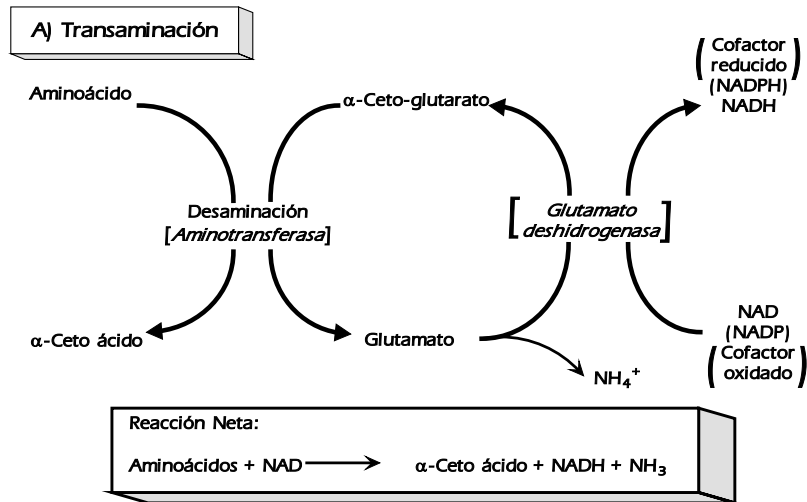 A) Transaminación
Aminoácido
α-Ceto-glutarato
(Cofactor
reducido)
(NADPH)
NADH
Desaminación
[Aminotransferasa]
[Glutamato
deshidrogenasa]
α-Ceto ácido
Glutamato
NH₄⁺
NAD
(NADP)
(Cofactor
oxidado)
Reacción Neta:
Aminoácidos + NAD → α-Ceto ácido + NADH + NH₃